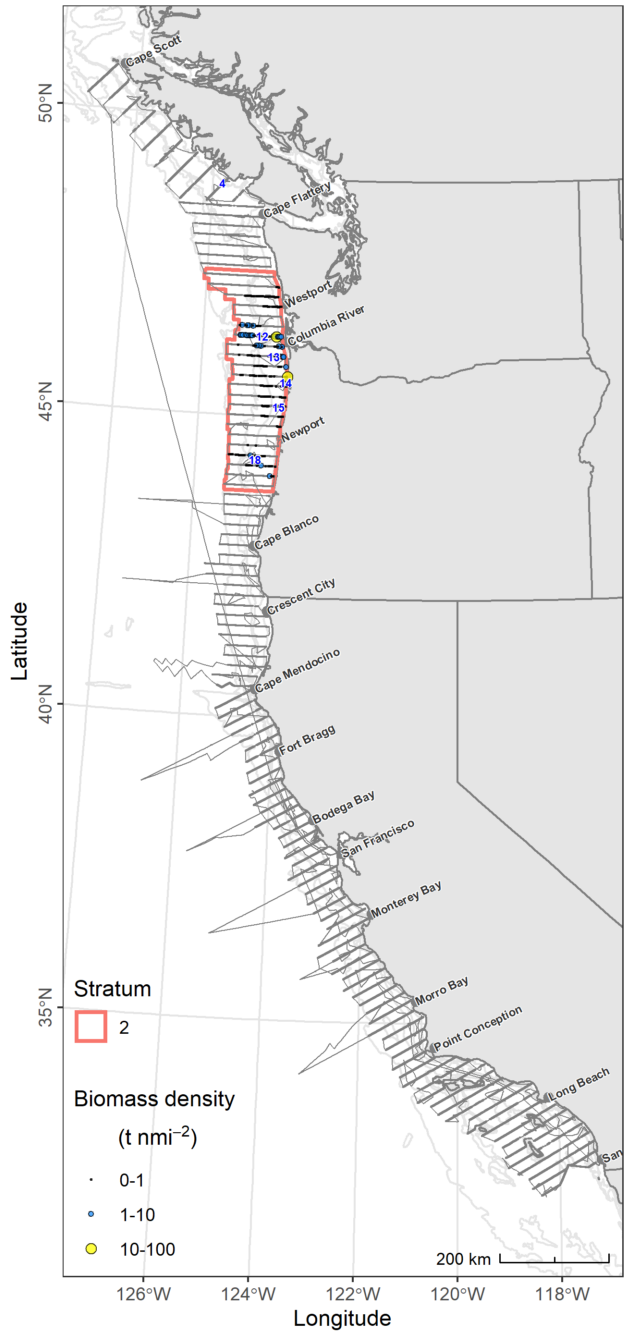 Cape Scott
50°N
4
Cape Flattery
Westport
Columbia River
12
13
14
45°N
15
Newport
18
Cape Blanco
Crescent City
Latitude
Cape Mendocino
40°N
Fort Bragg
Bodega Bay
San Francisco
Monterey Bay
Stratum
35°N
Morro Bay
2
Point Conception
Long Beach
Biomass density
(t nmi⁻²)
San
0-1
1-10
10-100
200 km
126°W
124°W
122°W
120°W
118°W
Longitude